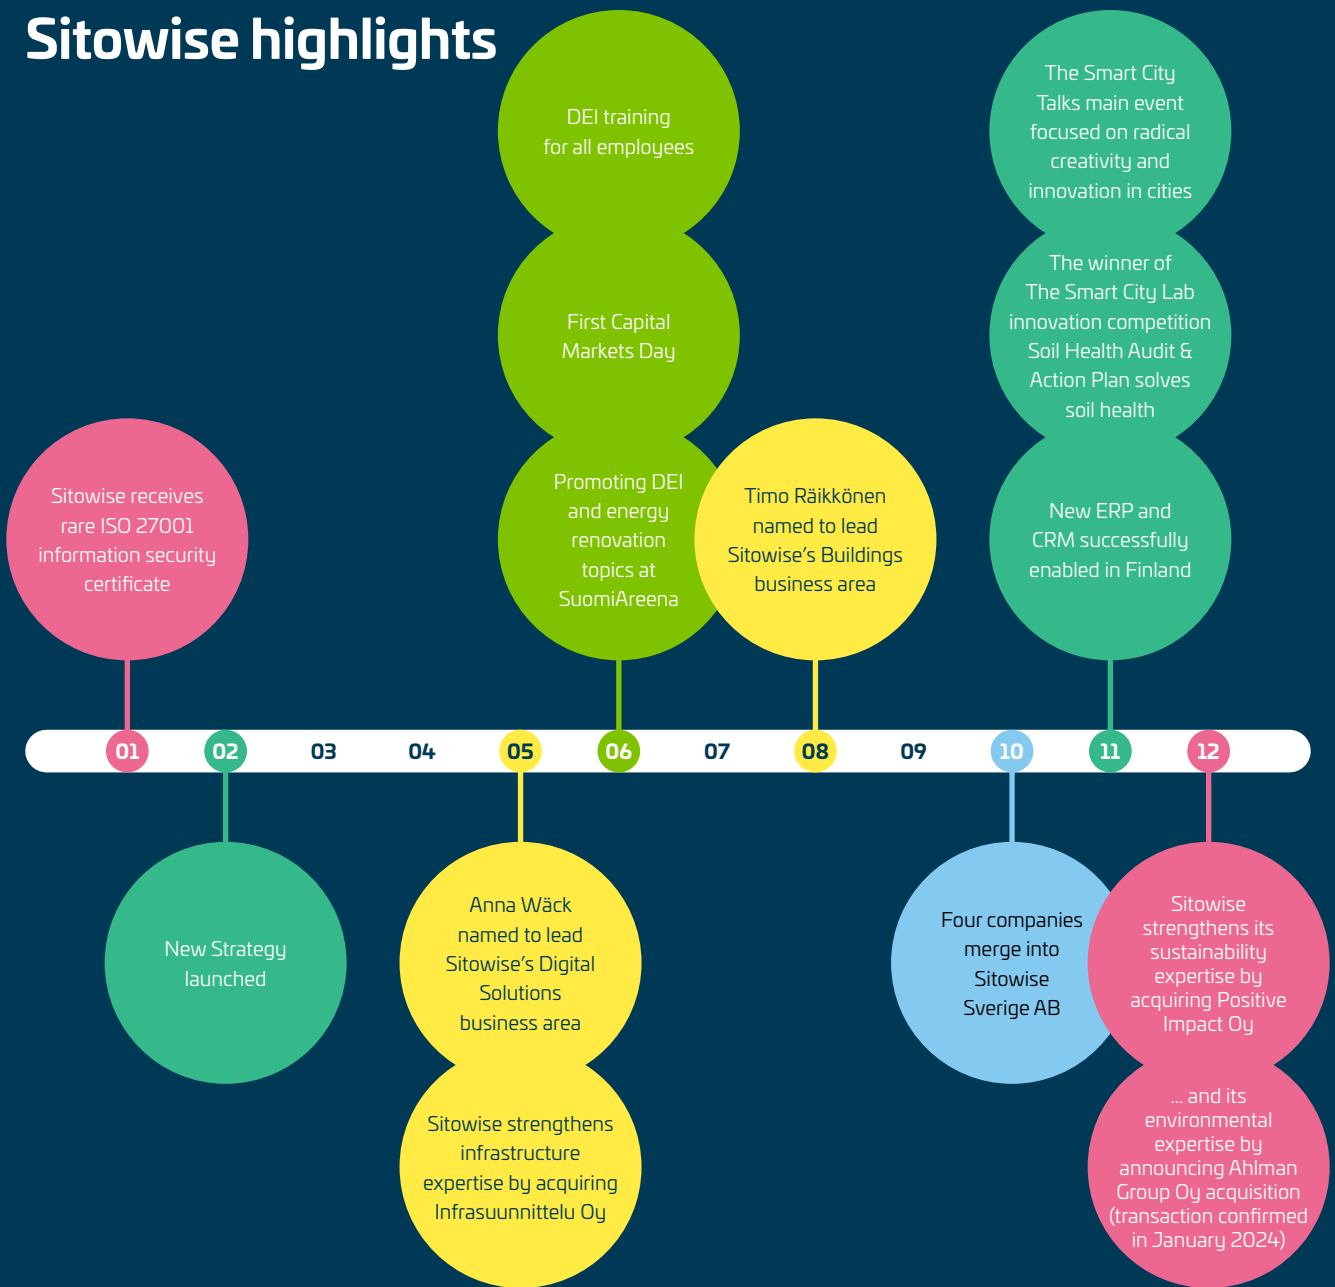 Sitowise highlights
DEI training
for all employees
First Capital
Markets Day
Promoting DEI
and energy
renovation
topics at
SuomiAreena
The Smart City
Talks main event
focused on radical
creativity and
innovation in cities
The winner of
The Smart City Lab
innovation competition
Soil Health Audit &
Action Plan solves
soil health
New ERP and
CRM successfully
enabled in Finland
Sitowise receives
rare ISO 27001
information security
certificate
Timo Räikkönen
named to lead
Sitowise’s Buildings
business area
01 02 03 04 05 06 07 08 09 10 11 12
New Strategy
launched
Anna Wäck
named to lead
Sitowise’s Digital
Solutions
business area
Sitowise strengthens
infrastructure
expertise by acquiring
Infrasuunnittelu Oy
Four companies
merge into
Sitowise
Sverige AB
Sitowise
strengthens its
sustainability
expertise by
acquiring Positive
Impact Oy
... and its
environmental
expertise by
announcing Ahlman
Group Oy acquisition
(transaction confirmed
in January 2024)